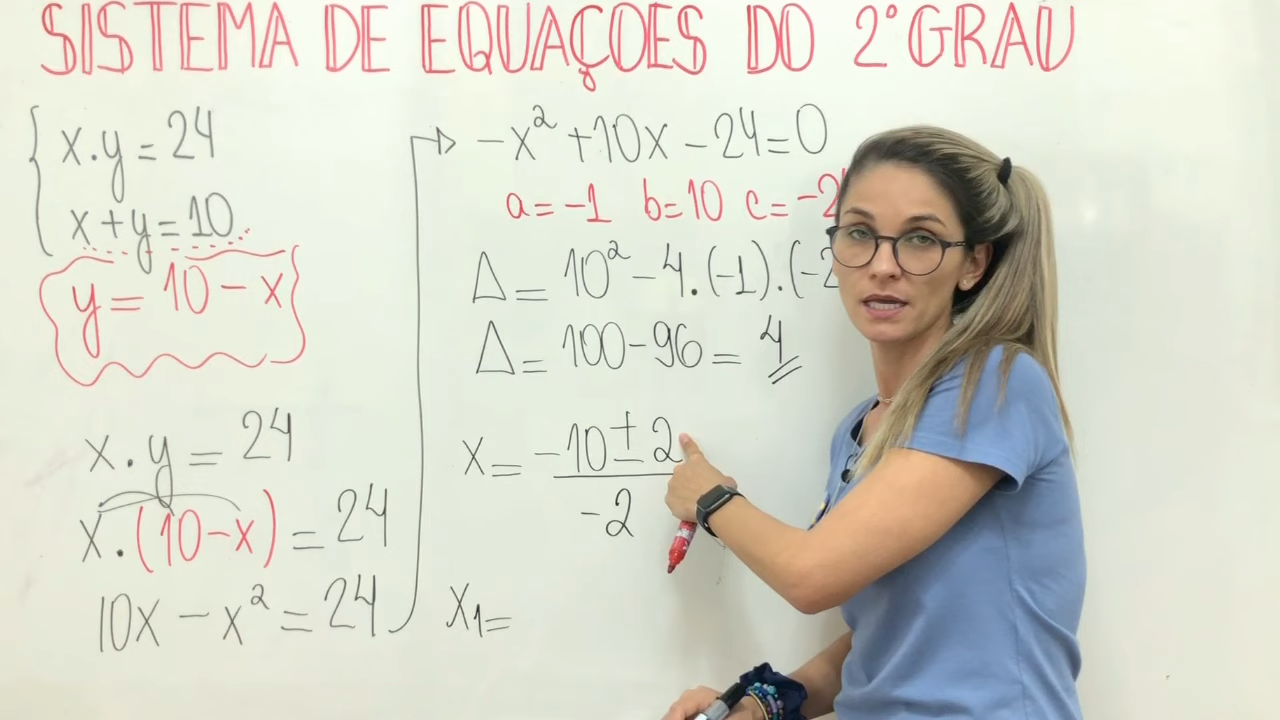 SISTEMA DE EQUAÇOES DO 2° GRAU
x.y=24
x+y=10
y=10-x
x.y=24
x.(10-x)=24
10x-x²=24
-x²+10x-24=0
a=-1 b=10 c=-2
Δ=10²-4.(-1).(-2
Δ=100-96=4
x=-10±2
-2
x₁=